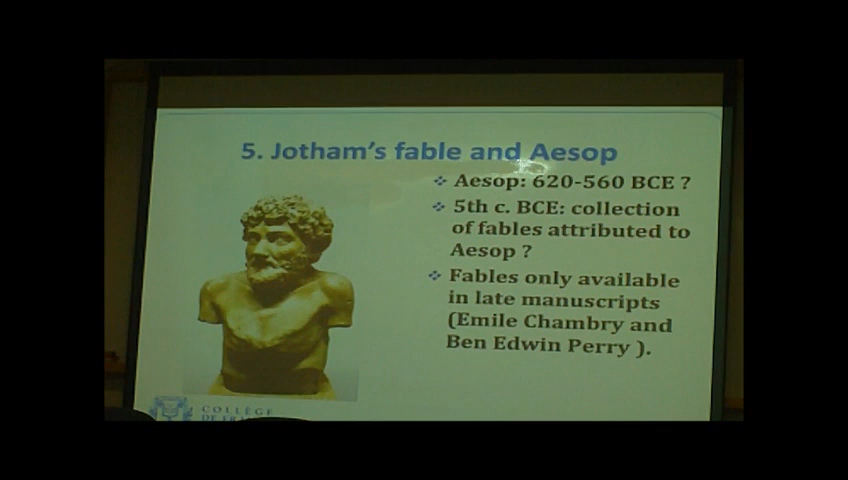 5. Jotham's fable and Aesop
❖ Aesop: 620-560 BCE ?
❖ 5th c. BCE: collection
of fables attributed to
Aesop ?
❖ Fables only available
in late manuscripts
(Emile Chambry and
Ben Edwin Perry ).
COLLÈGE